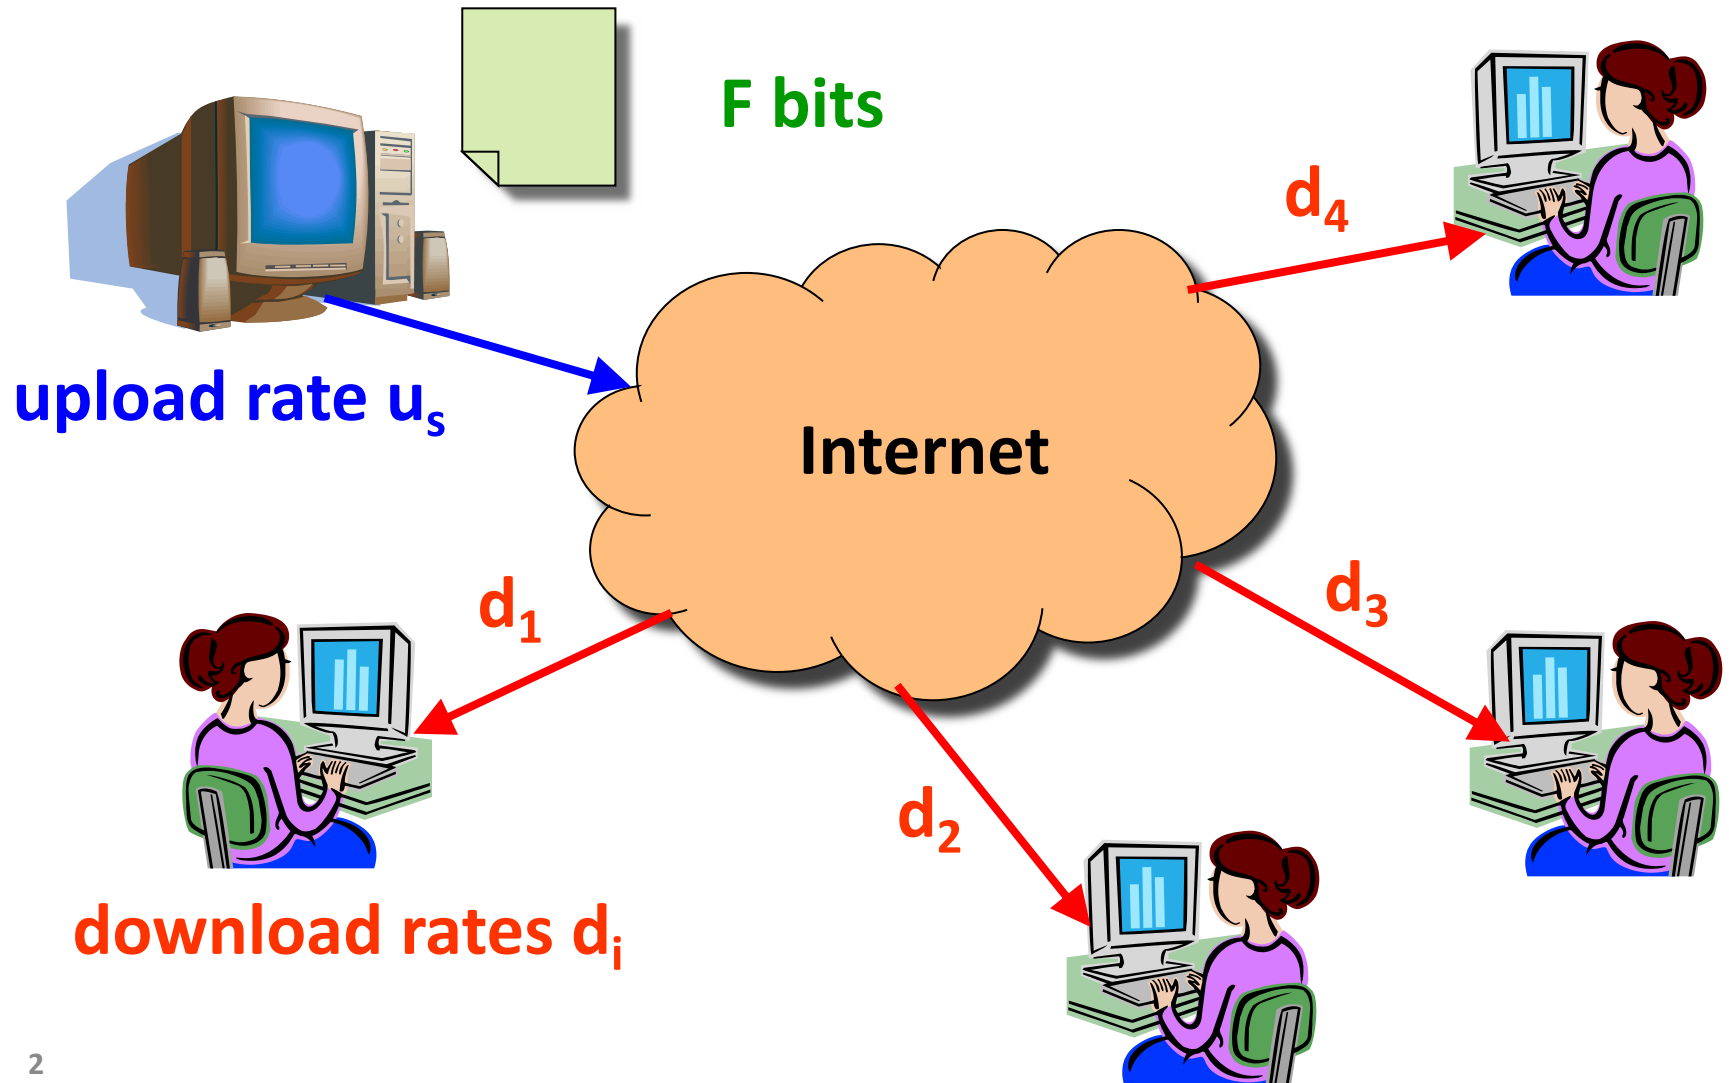 F bits
d4
upload rate us
Internet
d1
d3
d2
download rates di
2